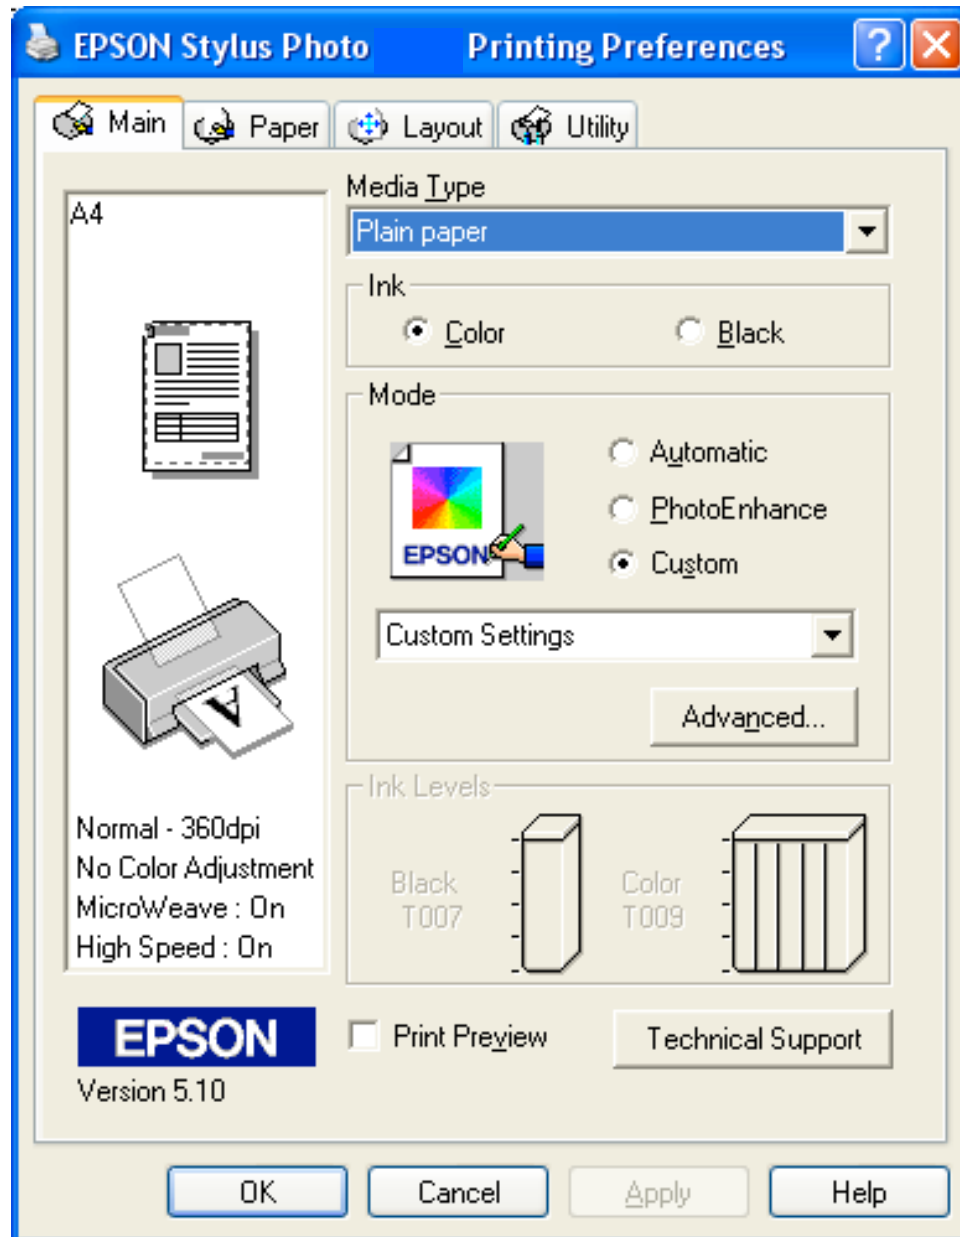 EPSON Stylus Photo Printing Preferences
Main Paper Layout Utility
A4
Media Type
Plain paper
Ink
Color Black
Mode
EPSON
Automatic
PhotoEnhance
Custom
Custom Settings
Advanced...
A
Normal - 360dpi
No Color Adjustment
MicroWeave : On
High Speed : On
Ink Levels
Black
T007
Color
T009
EPSON
Version 5.10
Print Preview
Technical Support
OK Cancel Apply Help